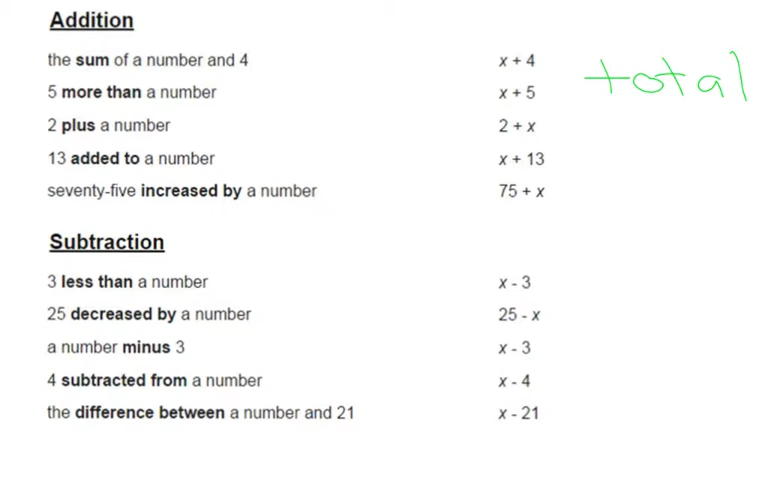 Addition
the sum of a number and 4 x + 4
5 more than a number x + 5
total
2 plus a number 2 + x
13 added to a number x + 13
seventy-five increased by a number 75 + x
Subtraction
3 less than a number x - 3
25 decreased by a number 25 - x
a number minus 3 x - 3
4 subtracted from a number x - 4
the difference between a number and 21 x - 21